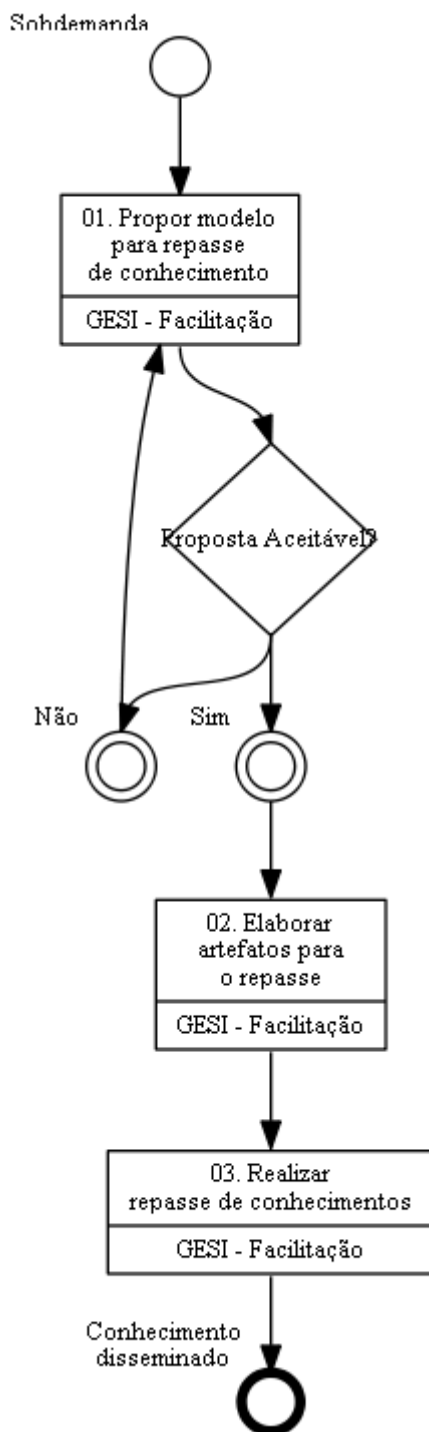 Sobdemanda
01. Propor modelo
para repasse
de conhecimento
GESI - Facilitação
Proposta Aceitável?
Não
Sim
02. Elaborar
artefatos para
o repasse
GESI - Facilitação
03. Realizar
repasse de conhecimentos
GESI - Facilitação
Conhecimento
disseminado